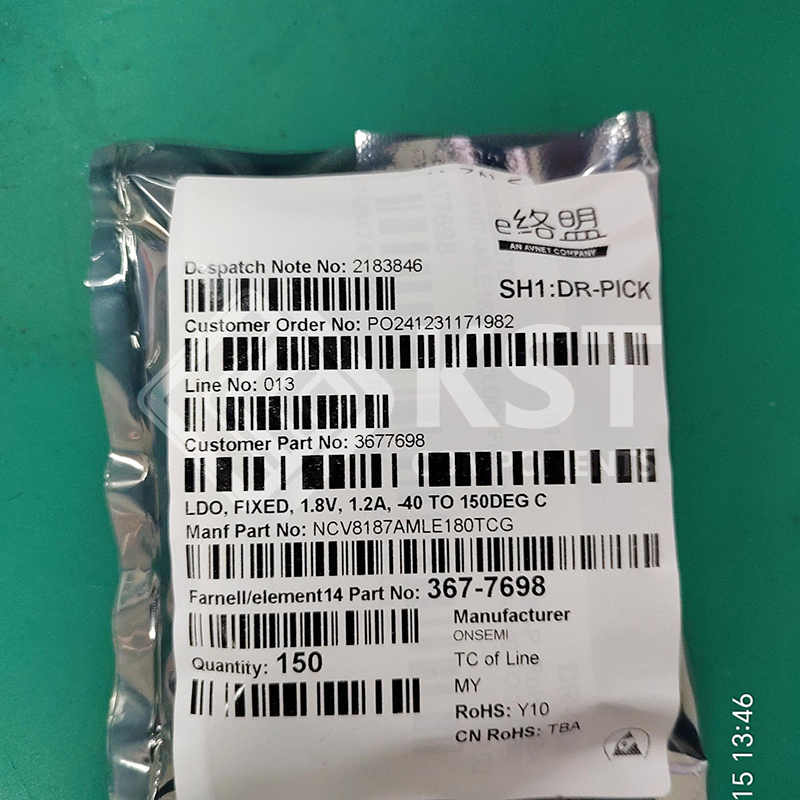 e络盟
AN AVNET COMPANY
Despatch Note No: 2183846
SH1:DR-PICK
Customer Order No: PO241231171982
Line No: 013
Customer Part No: 3677698
LDO, FIXED, 1.8V, 1.2A, -40 TO 150DEG C
Manf Part No: NCV8187AMLE180TCG
Farnell/element14 Part No: 367-7698
Quantity: 150
Manufacturer
ONSEMI
TC of Line
MY
RoHS: Y10
CN RoHS: TBA
KST
COMPONENTS
15 13:46